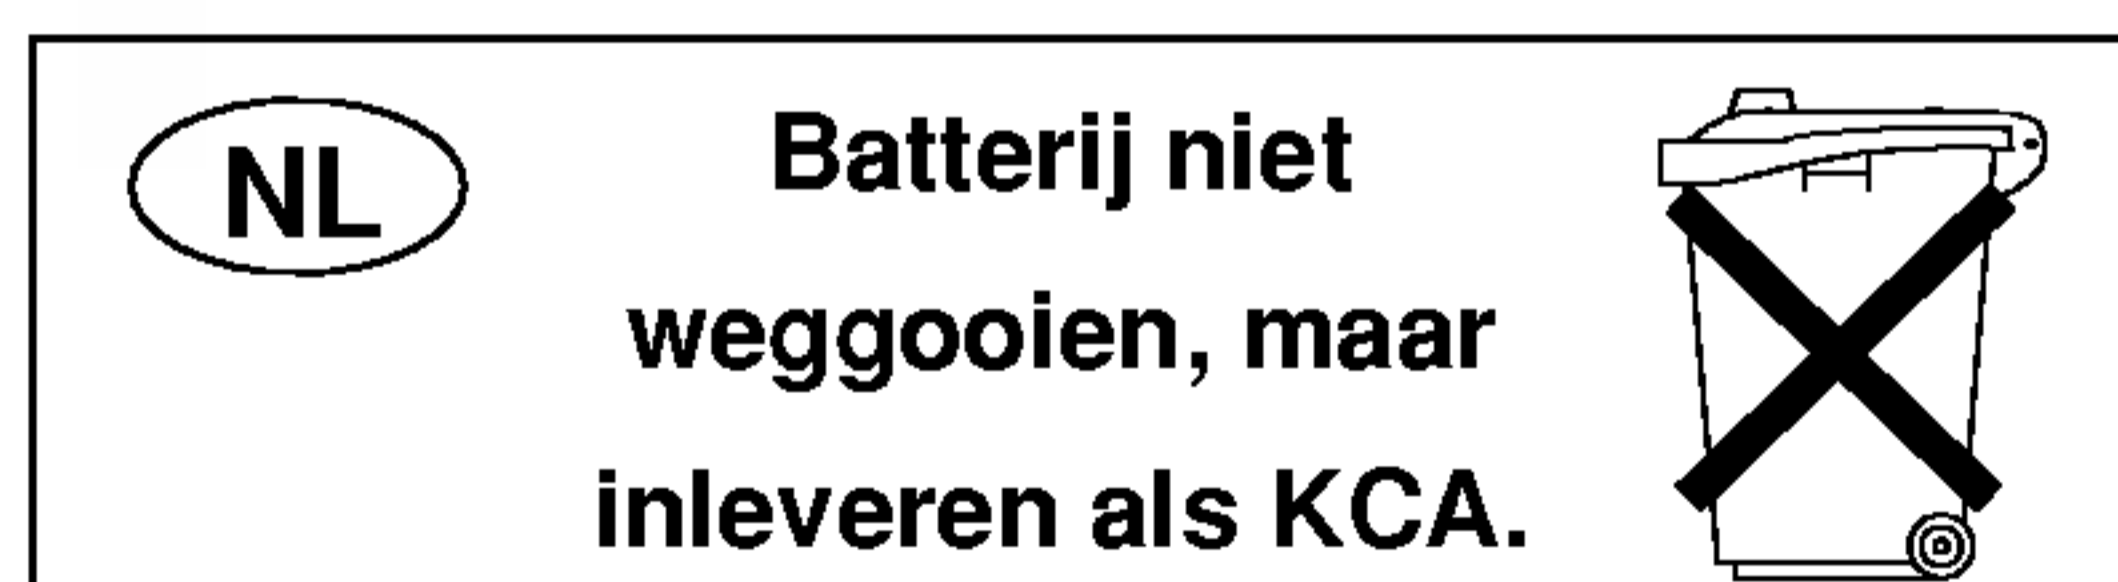 NL
Batterij niet
weggooien, maar
inleveren als KCA.